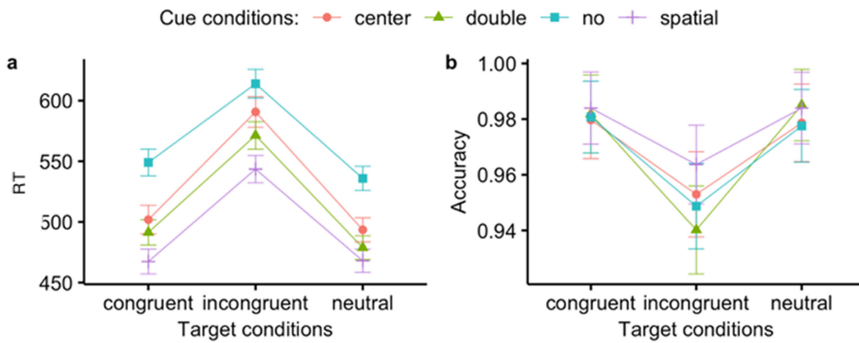 Cue conditions: center double no spatial
a
600
550
500
450
RT
congruent incongruent neutral
Target conditions
b
1.00
0.98
0.96
0.94
Accuracy
congruent incongruent neutral
Target conditions